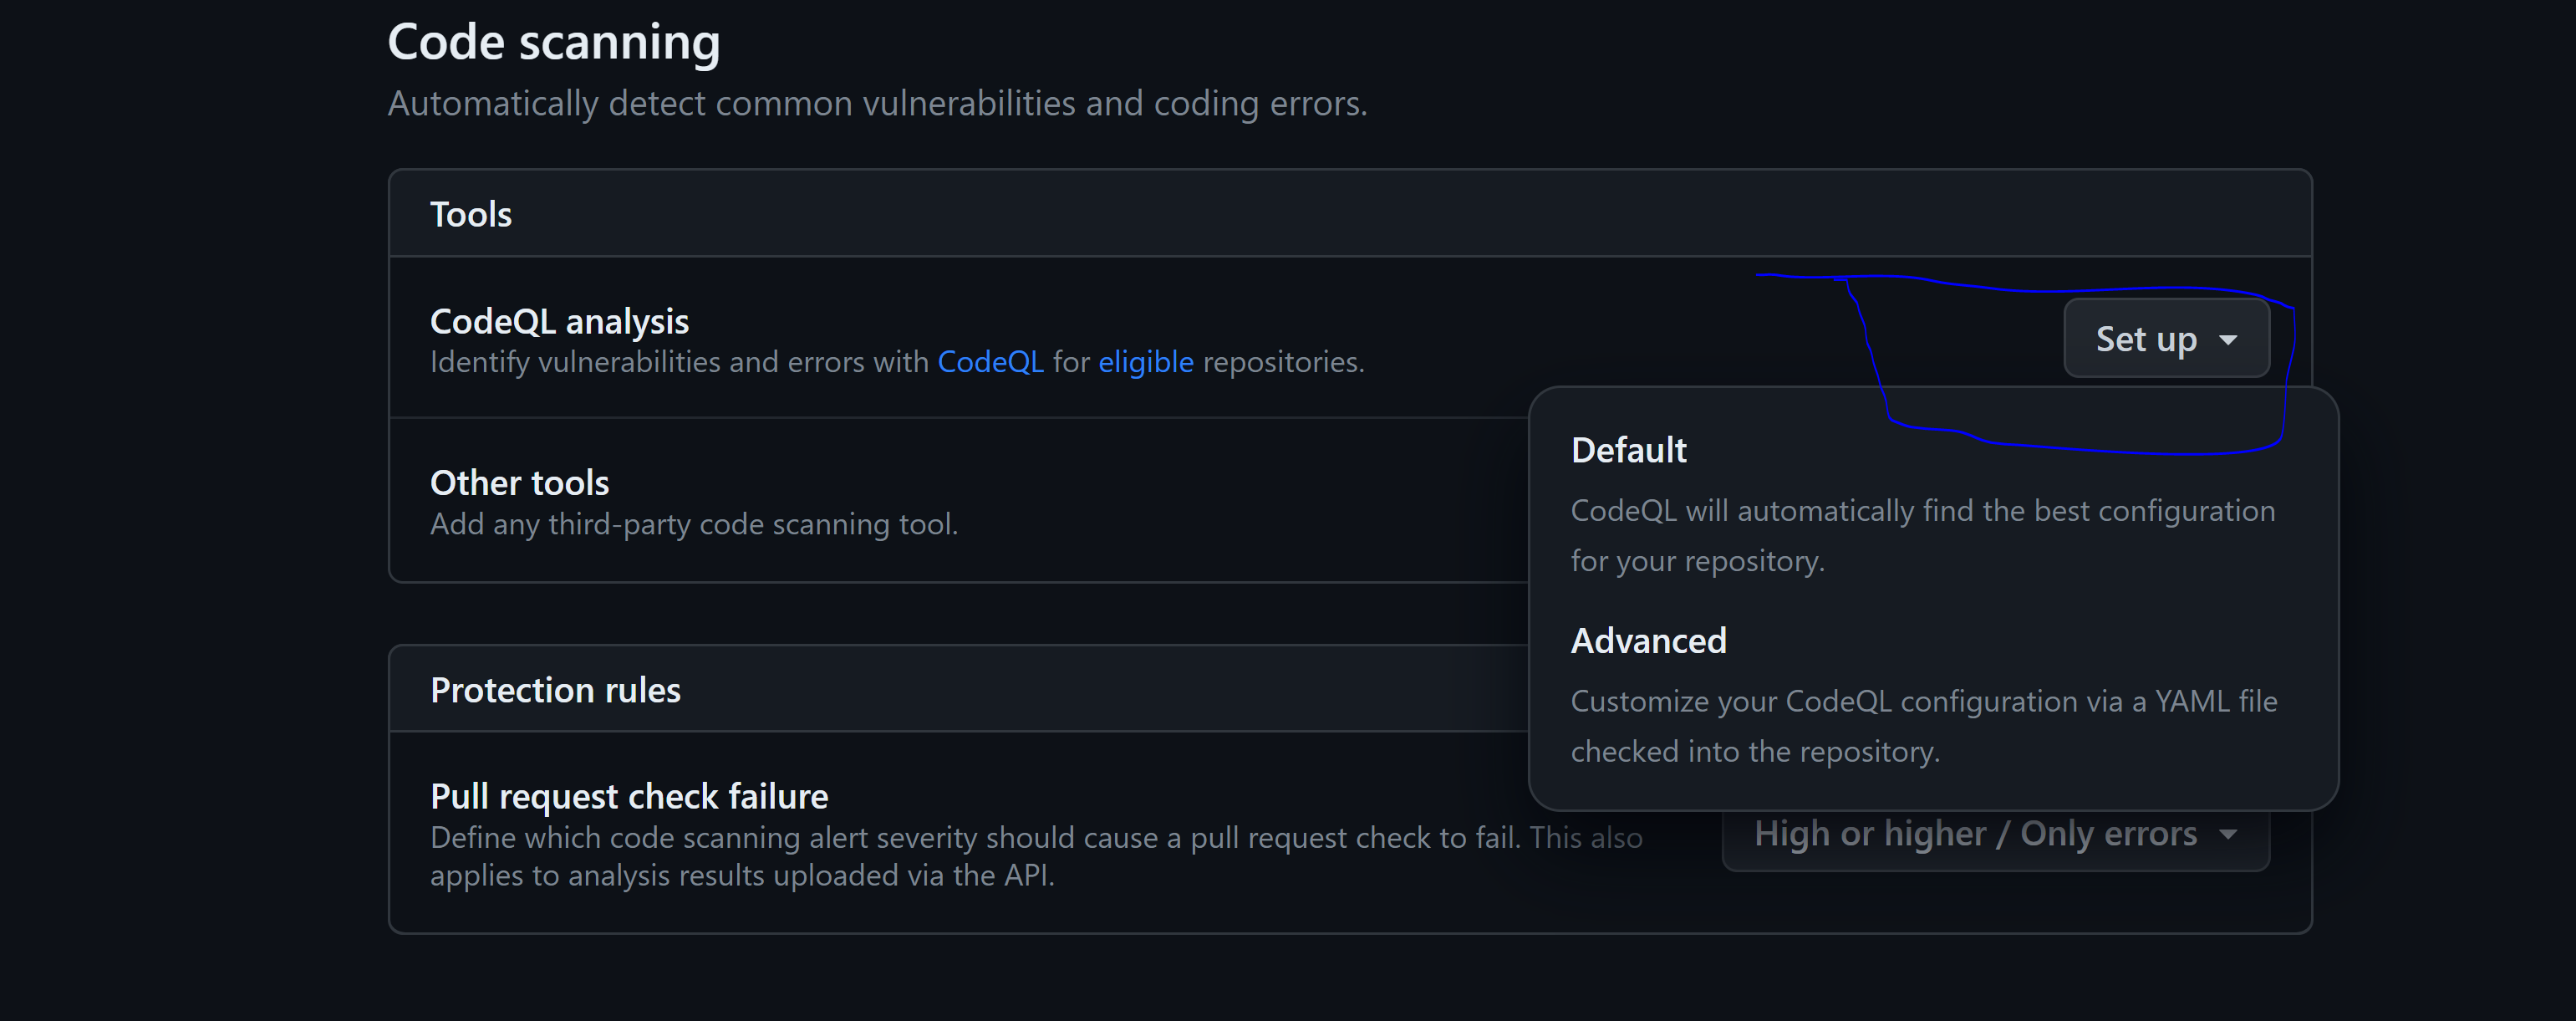 Code scanning
Automatically detect common vulnerabilities and coding errors.
Tools
CodeQL analysis
Identify vulnerabilities and errors with CodeQL for eligible repositories.
Set up
Default
CodeQL will automatically find the best configuration
for your repository.
Advanced
Customize your CodeQL configuration via a YAML file
checked into the repository.
Other tools
Add any third-party code scanning tool.
Protection rules
Pull request check failure
Define which code scanning alert severity should cause a pull request check to fail. This also
applies to analysis results uploaded via the API.
High or higher / Only errors